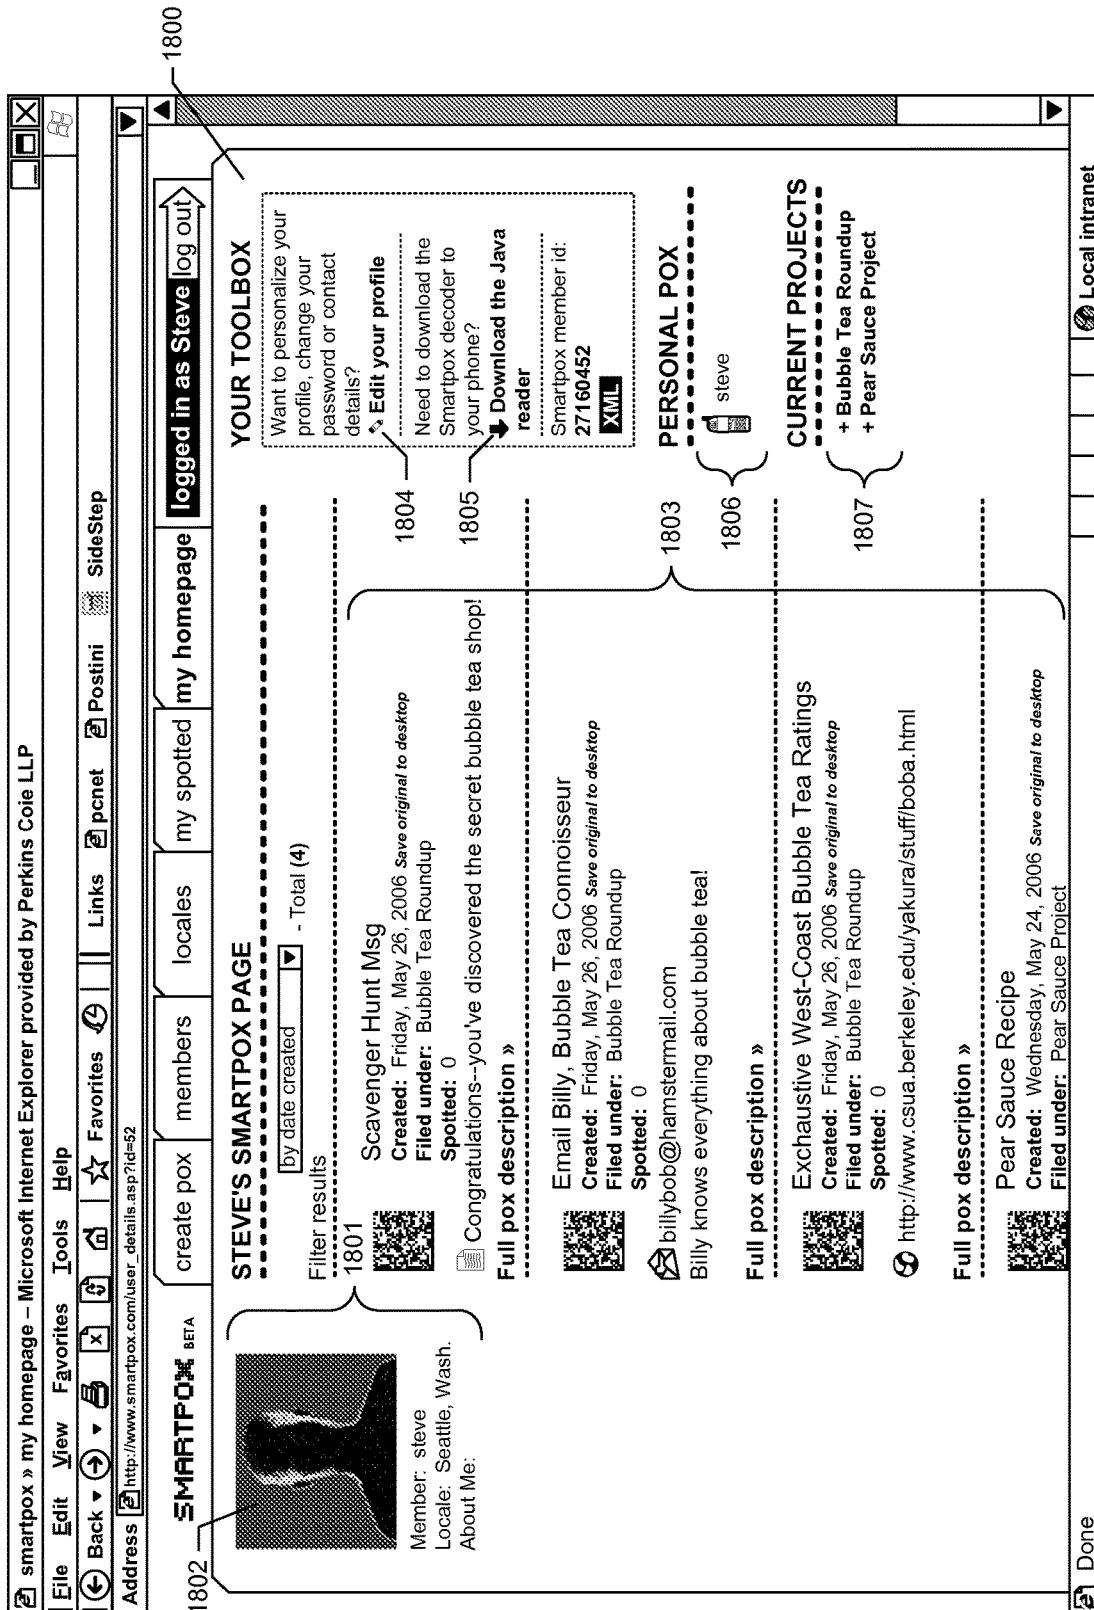 smartpox » my homepage – Microsoft Internet Explorer provided by Perkins Coie LLP
File Edit View Favorites Tools Help
Back Favorites Links pcnet Postini SideStep
Address http://www.smartpox.com/user_details.asp?id=52
1800
SMARTPOX BETA
create pox
members
locales
my spotted
my homepage
logged in as Steve log out
1802
1801
Member: steve
Locale: Seattle, Wash.
About Me:
STEVE'S SMARTPOX PAGE
by date created - Total (4)
Filter results
Scavenger Hunt Msg
Created: Friday, May 26, 2006 Save original to desktop
Filed under: Bubble Tea Roundup
Spotted: 0
Congratulations--you've discovered the secret bubble tea shop!
Full pox description »
Email Billy, Bubble Tea Connoisseur
Created: Friday, May 26, 2006 Save original to desktop
Filed under: Bubble Tea Roundup
Spotted: 0
billybob@hamstermail.com
Billy knows everything about bubble tea!
Full pox description »
Exhaustive West-Coast Bubble Tea Ratings
Created: Friday, May 26, 2006 Save original to desktop
Filed under: Bubble Tea Roundup
Spotted: 0
http://www.csua.berkeley.edu/yakura/stuff/boba.html
Full pox description »
Pear Sauce Recipe
Created: Wednesday, May 24, 2006 Save original to desktop
Filed under: Pear Sauce Project
1803
YOUR TOOLBOX
Want to personalize your
profile, change your
password or contact
details?
Edit your profile
1804
Need to download the
Smartpox decoder to
your phone?
Download the Java
reader
1805
Smartpox member id:
27160452
XML
PERSONAL POX
steve
1806
CURRENT PROJECTS
+ Bubble Tea Roundup
+ Pear Sauce Project
1807
Done
Local intranet